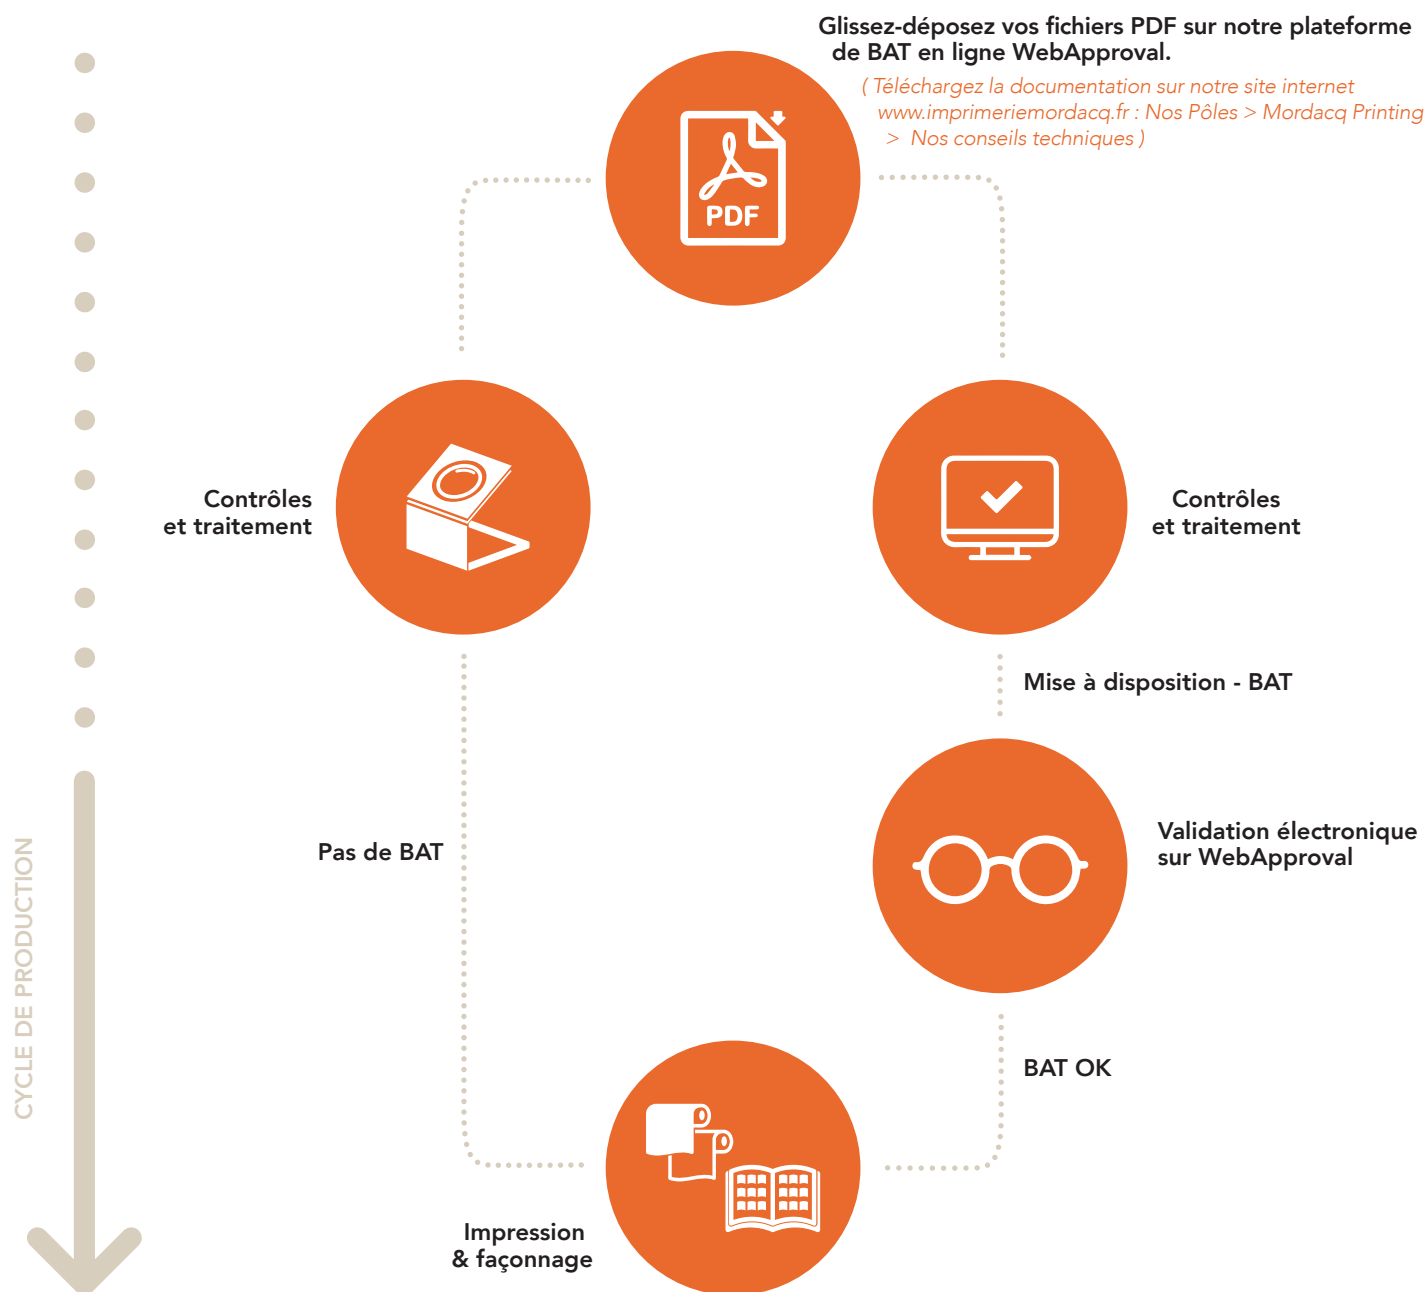 Glissez-déposez vos fichiers PDF sur notre plateforme
de BAT en ligne WebApproval.
( Téléchargez la documentation sur notre site internet
www.imprimeriemordacq.fr : Nos Pôles > Mordacq Printing
> Nos conseils techniques )
PDF
Contrôles
et traitement
Contrôles
et traitement
Mise à disposition - BAT
Pas de BAT
Validation électronique
sur WebApproval
BAT OK
Impression
& façonnage
CYCLE DE PRODUCTION